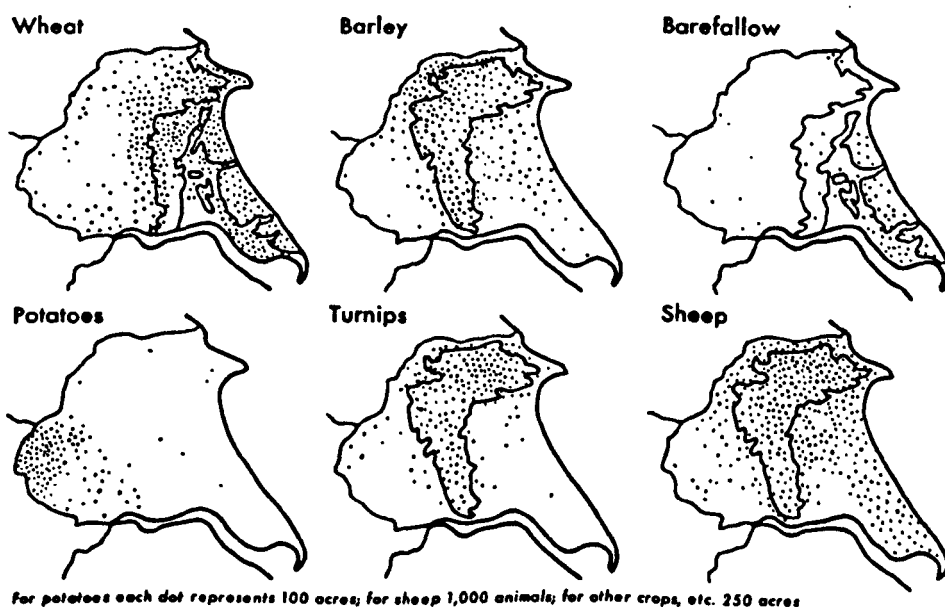 Wheat Barley Barefallow
Potatoes Turnips Sheep
For potatoes each dot represents 100 acres; for sheep 1,000 animals; for other crops, etc. 250 acres